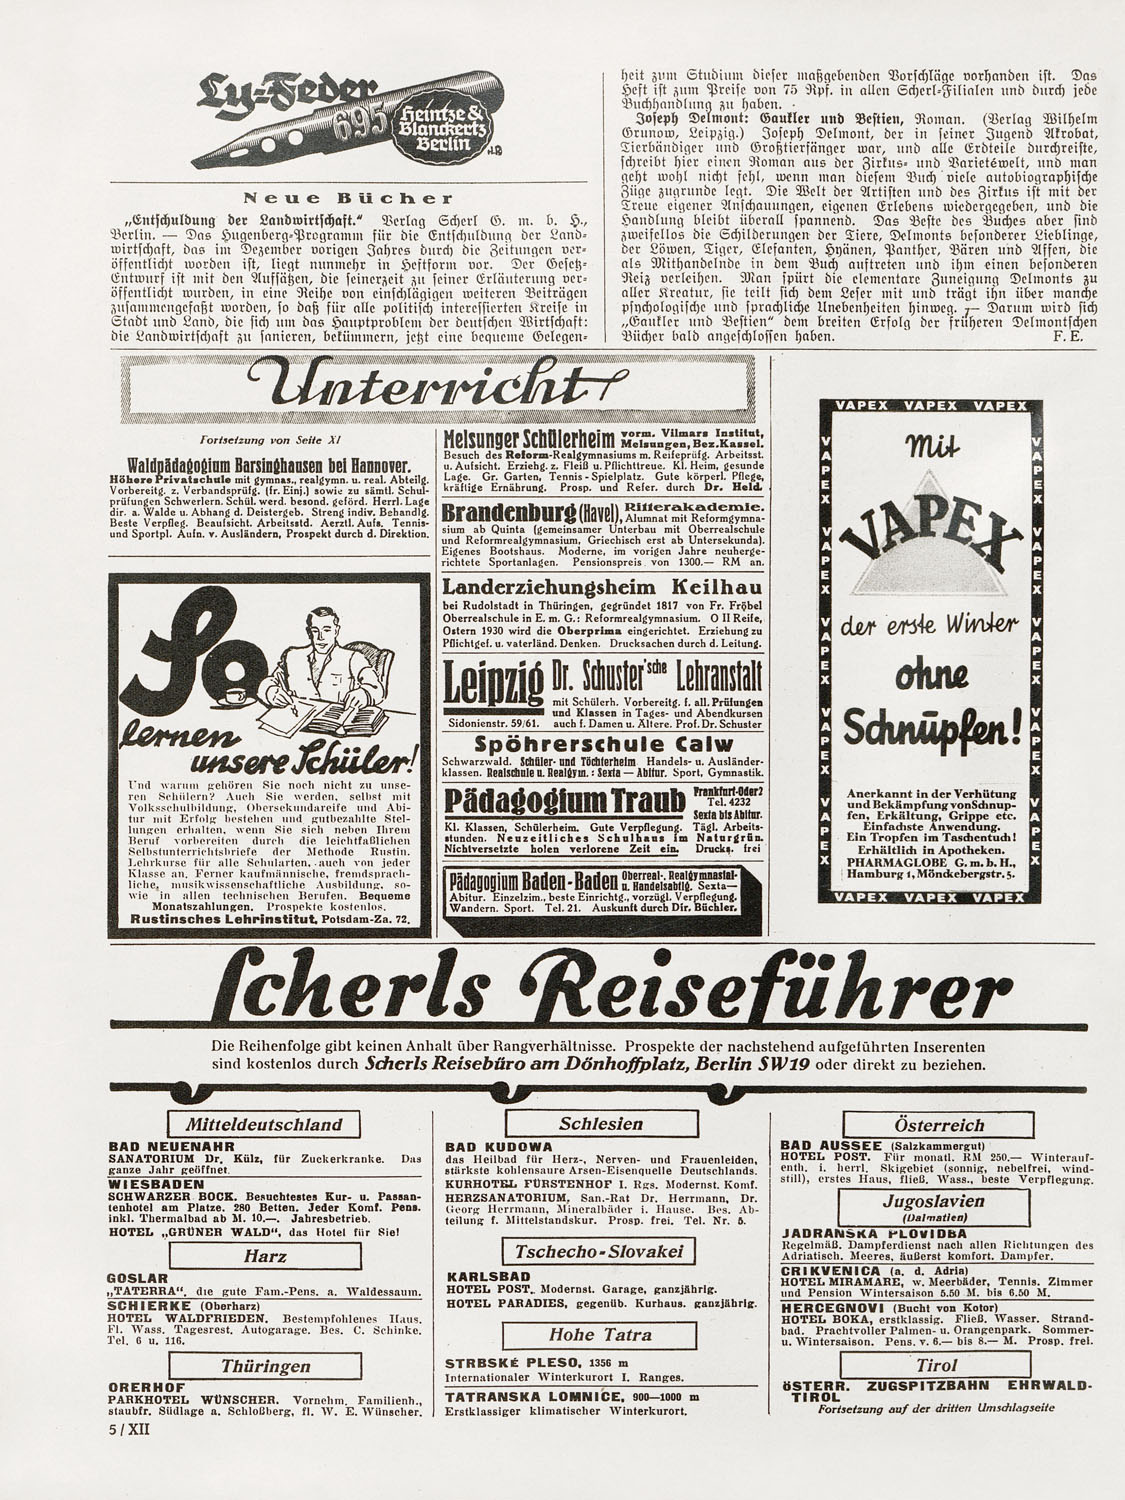 Ly-Feder
695
Heintze &
Blanckertz
Berlin
Neue Bücher
„Entschuldung der Landwirtschaft.“ Verlag Scherl G. m. b. H.,
Berlin. — Das Hugenberg-Programm für die Entschuldung der Land-
wirtschaft, das im Dezember vorigen Jahres durch die Zeitungen ver-
öffentlicht worden ist, liegt nunmehr in Heftform vor. Der Gesetz-
Entwurf ist mit den Aufsätzen, die seinerzeit zu seiner Erläuterung ver-
öffentlicht wurden, in eine Reihe von einschlägigen weiteren Beiträgen
zusammengefaßt worden, so daß für alle politisch interessierten Kreise in
Stadt und Land, die sich um das Hauptproblem der deutschen Wirtschaft:
die Landwirtschaft zu sanieren, bekümmern, jetzt eine bequeme Gelegen-
heit zum Studium dieser maßgebenden Vorschläge vorhanden ist. Das
Heft ist zum Preise von 75 Rpf. in allen Scherl-Filialen und durch jede
Buchhandlung zu haben.
Joseph Delmont: Gaukler und Bestien, Roman. (Verlag Wilhelm
Grunow, Leipzig.) Joseph Delmont, der in seiner Jugend Akrobat,
Tierbändiger und Großtierfänger war, und alle Erdteile durchreiste,
schreibt hier einen Roman aus der Zirkus- und Varietéwelt, und man
geht wohl nicht fehl, wenn man diesem Buch viele autobiographische
Züge zugrunde legt. Die Welt der Artisten und des Zirkus ist mit der
Treue eigener Anschauungen, eigenen Erlebens wiedergegeben, und die
Handlung bleibt überall spannend. Das Beste des Buches aber sind
zweifellos die Schilderungen der Tiere, Delmonts besonderer Lieblinge,
der Löwen, Tiger, Elefanten, Hyänen, Panther, Bären und Affen, die
als Mithandelnde in dem Buch auftreten und ihm einen besonderen
Reiz verleihen. Man spürt die elementare Zuneigung Delmonts zu
aller Kreatur, sie teilt sich dem Leser mit und trägt ihn über manche
psychologische und sprachliche Unebenheiten hinweg. — Darum wird sich
„Gaukler und Bestien“ dem breiten Erfolg der früheren Delmontschen
Bücher bald angeschlossen haben. F. E.
Unterricht
Fortsetzung von Seite XI
Waldpädagogium Barsinghausen bei Hannover.
Höhere Privatschule mit gymnas., realgymn. u. real. Abteilg.
Vorbereitg. z. Verbandsprüfg. (fr. Einj.) sowie zu sämtl. Schul-
prüfungen Schwerlern. Schül. werd. besond. geförd. Herrl. Lage
dir. a. Walde u. Abhang d. Deistergeb. Streng indiv. Behandlg.
Beste Verpfleg. Beaufsicht. Arbeitsstd. Aerztl. Aufs. Tennis-
und Sportpl. Aufn. v. Ausländern, Prospekt durch d. Direktion.
So
lernen
unsere Schüler!
Und warum gehören Sie noch nicht zu unse-
ren Schülern? Auch Sie werden, selbst mit
Volksschulbildung, Obersekundareife und Abi-
tur mit Erfolg bestehen und gutbezahlte Stel-
lungen erhalten, wenn Sie sich neben Ihrem
Beruf vorbereiten durch die leichtfaßlichen
Selbstunterrichtsbriefe der Methode Rustin.
Lehrkurse für alle Schularten, auch von jeder
Klasse an. Ferner kaufmännische, fremdsprach-
liche, musikwissenschaftliche Ausbildung, so-
wie in allen technischen Berufen. Bequeme
Monatszahlungen. Prospekte kostenlos.
Rustinsches Lehrinstitut, Potsdam-Za. 72.
Melsunger Schülerheim vorm. Vilmars Institut,
Melsungen, Bez. Kassel.
Besuch des Reform-Realgymnasiums m. Reifeprüfg. Arbeitsst.
u. Aufsicht. Erziehg. z. Fleiß u. Pflichttreue. Kl. Heim, gesunde
Lage. Gr. Garten, Tennis-Spielplatz. Gute körperl. Pflege,
kräftige Ernährung. Prosp. und Refer. durch Dr. Held.
Brandenburg (Havel), Ritterakademie.
Alumnat mit Reformgymna-
sium ab Quinta (gemeinsamer Unterbau mit Oberrealschule
und Reformrealgymnasium, Griechisch erst ab Untersekunda).
Eigenes Bootshaus. Moderne, im vorigen Jahre neuherge-
richtete Sportanlagen. Pensionspreis von 1300.— RM an.
Landerziehungsheim Keilhau
bei Rudolstadt in Thüringen, gegründet 1817 von Fr. Fröbel
Oberrealschule in E. m. G.: Reformrealgymnasium. O II Reife,
Ostern 1930 wird die Oberprima eingerichtet. Erziehung zu
Pflichtgef. u. vaterländ. Denken. Drucksachen durch d. Leitung.
Leipzig Dr. Schuster'sche Lehranstalt
mit Schülerh. Vorbereitg. f. all. Prüfungen
und Klassen in Tages- und Abendkursen
Sidonienstr. 59/61. auch f. Damen u. Ältere. Prof. Dr. Schuster
Spöhrerschule Calw
Schwarzwald. Schüler- und Töchterheim Handels- u. Ausländer-
klassen. Realschule u. Realgym.: Sexta — Abitur. Sport, Gymnastik.
Pädagogium Traub Frankfurt-Oder 2
Tel. 4232
Sexta bis Abitur.
Kl. Klassen, Schülerheim. Gute Verpflegung. Tägl. Arbeits-
stunden. Neuzeitliches Schulhaus im Naturgrün.
Nichtversetzte holen verlorene Zeit ein. Drucks. frei
Pädagogium Baden-Baden Oberreal-, Realgymnasial-
u. Handelsabtlg. Sexta—
Abitur. Einzelzim., beste Einrichtg., vorzügl. Verpflegung.
Wandern. Sport. Tel. 21. Auskunft durch Dir. Büchler.
VAPEX VAPEX VAPEX
VAPEX VAPEX VAPEX VAPEX VAPEX
Mit
VAPEX
der erste Winter
ohne
Schnupfen!
Anerkannt in der Verhütung
und Bekämpfung von Schnup-
fen, Erkältung, Grippe etc.
Einfachste Anwendung.
Ein Tropfen im Taschentuch!
Erhältlich in Apotheken.
PHARMAGLOBE G. m. b. H.,
Hamburg 1, Mönckebergstr. 5.
VAPEX VAPEX VAPEX VAPEX VAPEX
VAPEX VAPEX VAPEX
Scherls Reiseführer
Die Reihenfolge gibt keinen Anhalt über Rangverhältnisse. Prospekte der nachstehend aufgeführten Inserenten
sind kostenlos durch Scherls Reisebüro am Dönhoffplatz, Berlin SW 19 oder direkt zu beziehen.
Mitteldeutschland
BAD NEUENAHR
SANATORIUM Dr. Külz, für Zuckerkranke. Das
ganze Jahr geöffnet.
WIESBADEN
SCHWARZER BOCK. Besuchtestes Kur- u. Passan-
tenhotel am Platze. 280 Betten. Jeder Komf. Pens.
inkl. Thermalbad ab M. 10.—. Jahresbetrieb.
HOTEL „GRÜNER WALD“, das Hotel für Sie!
Harz
GOSLAR
„TATERRA“, die gute Fam.-Pens. a. Waldessaum.
SCHIERKE (Oberharz)
HOTEL WALDFRIEDEN. Bestempfohlenes Haus.
Fl. Wass. Tagesrest. Autogarage. Bes. C. Schinke.
Tel. 6 u. 116.
Thüringen
OBERHOF
PARKHOTEL WÜNSCHER. Vornehm. Familienh.,
staubfr. Südlage a. Schloßberg, fl. W. E. Wünscher.
5 / XII
Schlesien
BAD KUDOWA
das Heilbad für Herz-, Nerven- und Frauenleiden,
stärkste kohlensaure Arsen-Eisenquelle Deutschlands.
KURHOTEL FÜRSTENHOF I. Rgs. Modernst. Komf.
HERZSANATORIUM, San.-Rat Dr. Herrmann, Dr.
Georg Herrmann, Mineralbäder i. Hause. Bes. Ab-
teilung f. Mittelstandskur. Prosp. frei. Tel. Nr. 5.
Tschecho-Slovakei
KARLSBAD
HOTEL POST. Modernst. Garage, ganzjährig.
HOTEL PARADIES, gegenüb. Kurhaus. ganzjährig.
Hohe Tatra
STRBSKÉ PLESO, 1356 m
Internationaler Winterkurort I. Ranges.
TATRANSKA LOMNICE, 900—1000 m
Erstklassiger klimatischer Winterkurort.
Österreich
BAD AUSSEE (Salzkammergut)
HOTEL POST. Für monatl. RM 250.— Winterauf-
enth. i. herrl. Skigebiet (sonnig, nebelfrei, wind-
still), erstes Haus, fließ. Wass., beste Verpflegung.
Jugoslavien
(Dalmatien)
JADRANSKA PLOVIDBA
Regelmäß. Dampferdienst nach allen Richtungen des
Adriatisch. Meeres, äußerst komfort. Dampfer.
CRIKVENICA (a. d. Adria)
HOTEL MIRAMARE, w. Meerbäder, Tennis. Zimmer
und Pension Wintersaison 5.50 M. bis 6.50 M.
HERCEGNOVI (Bucht von Kotor)
HOTEL BOKA, erstklassig. Fließ. Wasser. Strand-
bad. Prachtvoller Palmen- u. Orangenpark. Sommer-
u. Wintersaison. Pens. v. 6.— bis 8.— M. Prosp. frei.
Tirol
ÖSTERR. ZUGSPITZBAHN EHRWALD-
TIROL
Fortsetzung auf der dritten Umschlagseite